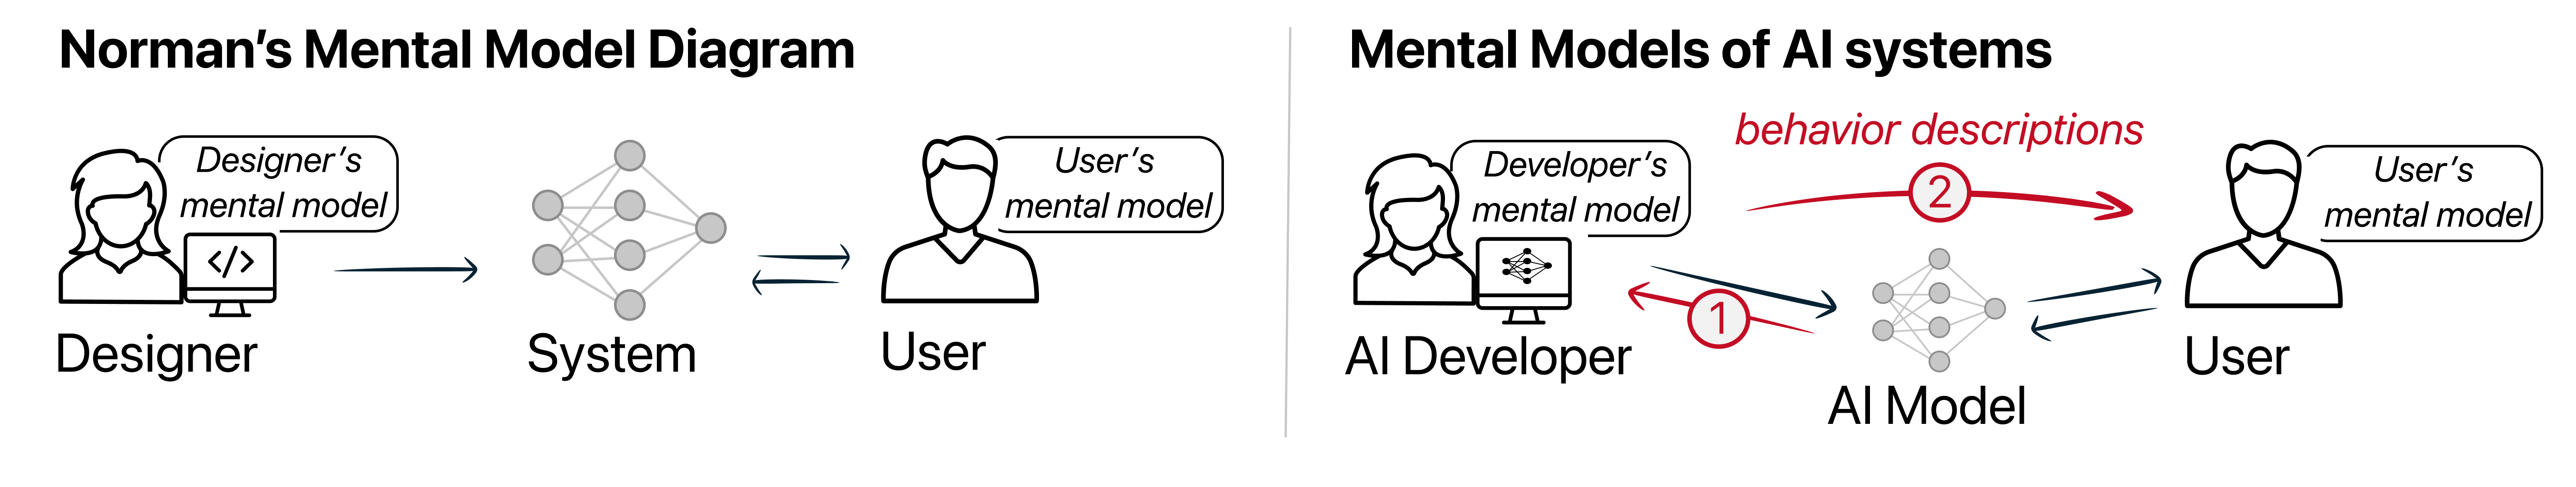 Norman's Mental Model Diagram
Designer's
mental model
</>
Designer
System
User's
mental model
User
Mental Models of AI systems
behavior descriptions
Developer's
mental model
2
1
AI Developer
AI Model
User's
mental model
User